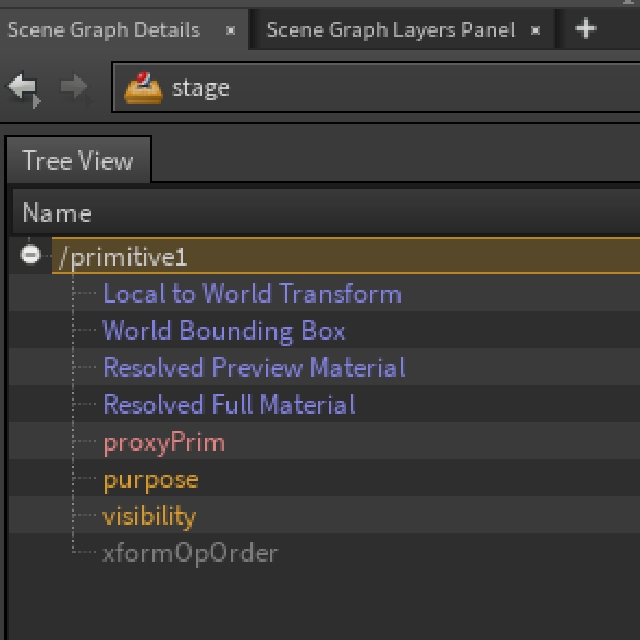 Scene Graph Details × Scene Graph Layers Panel × +
stage
Tree View
Name
/primitive1
Local to World Transform
World Bounding Box
Resolved Preview Material
Resolved Full Material
proxyPrim
purpose
visibility
xformOpOrder